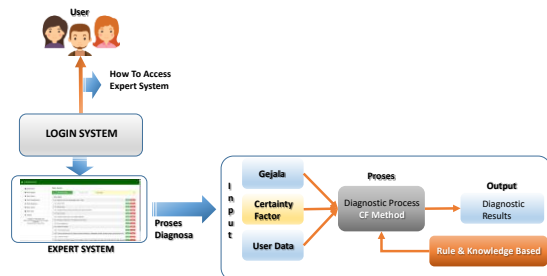 User
How To Access
Expert System
LOGIN SYSTEM
EXPERT SYSTEM
Proses
Diagnosa
Input
Gejala
Certainty
Factor
User Data
Proses
Diagnostic Process
CF Method
Output
Diagnostic
Results
Rule & Knowledge Based